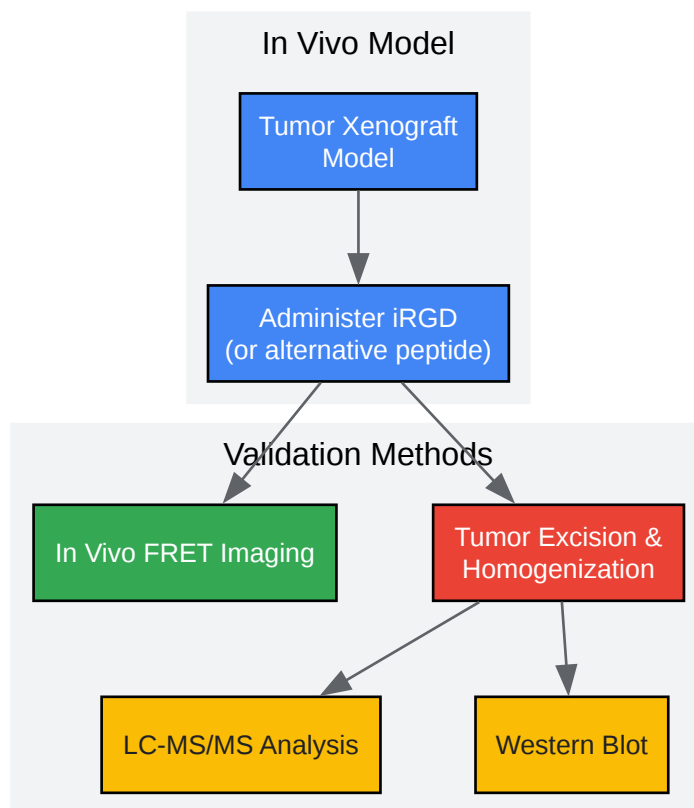 In Vivo Model
Tumor Xenograft
Model
Administer iRGD
(or alternative peptide)
Validation Methods
In Vivo FRET Imaging
Tumor Excision &
Homogenization
LC-MS/MS Analysis
Western Blot